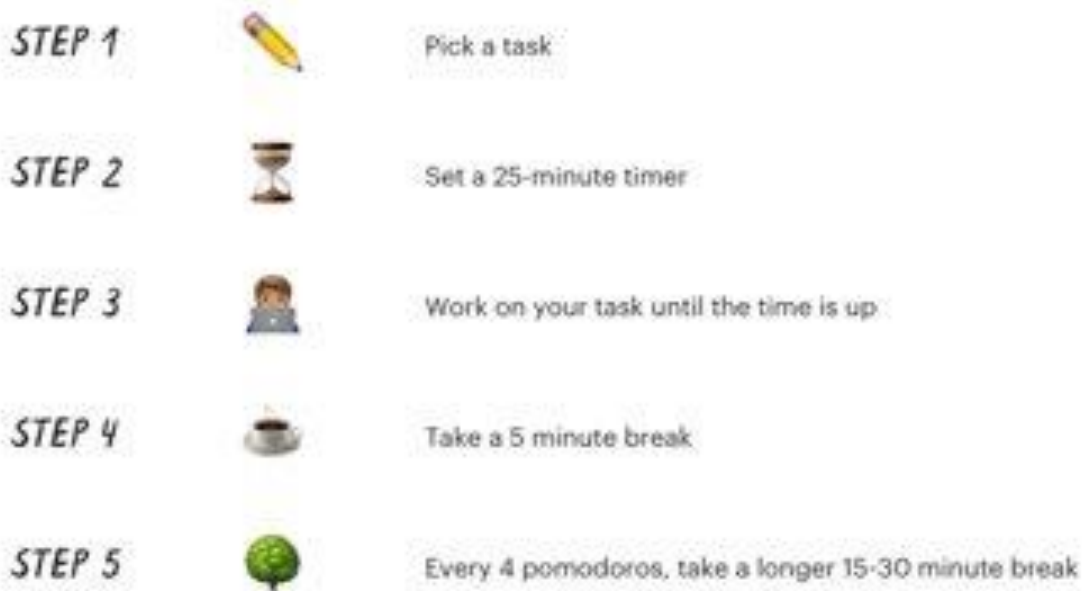 STEP 1 Pick a task
STEP 2 Set a 25-minute timer
STEP 3 Work on your task until the time is up
STEP 4 Take a 5 minute break
STEP 5 Every 4 pomodoros, take a longer 15-30 minute break